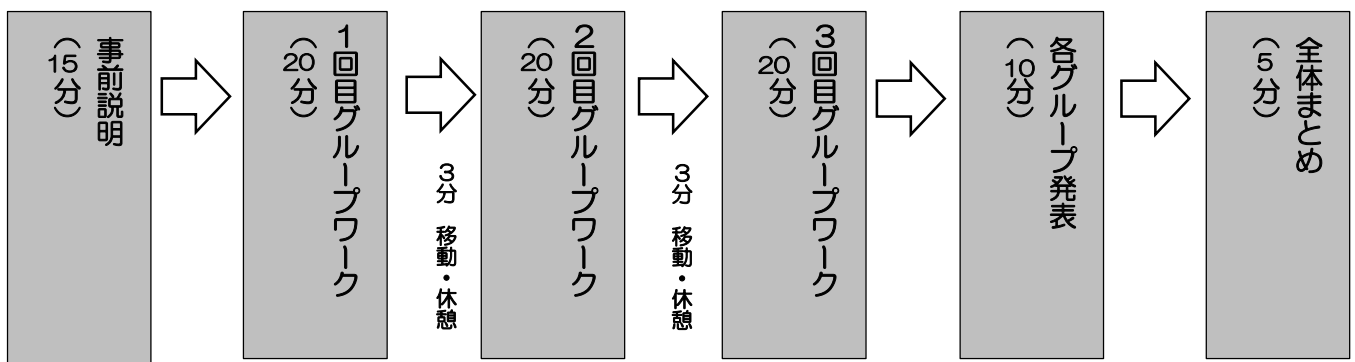 事前説明
（15分）
1回目グループワーク
（20分）
3分　移動・休憩
2回目グループワーク
（20分）
3分　移動・休憩
3回目グループワーク
（20分）
各グループ発表
（10分）
全体まとめ
（5分）